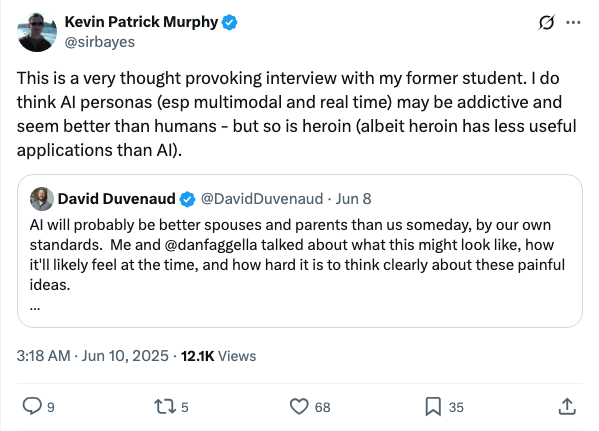 Kevin Patrick Murphy
@sirbayes
This is a very thought provoking interview with my former student. I do
think AI personas (esp multimodal and real time) may be addictive and
seem better than humans - but so is heroin (albeit heroin has less useful
applications than AI).
David Duvenaud @DavidDuvenaud · Jun 8
AI will probably be better spouses and parents than us someday, by our own
standards.  Me and @danfaggella talked about what this might look like, how
it'll likely feel at the time, and how hard it is to think clearly about these painful
ideas.
...
3:18 AM · Jun 10, 2025 · 12.1K Views
9 5 68 35